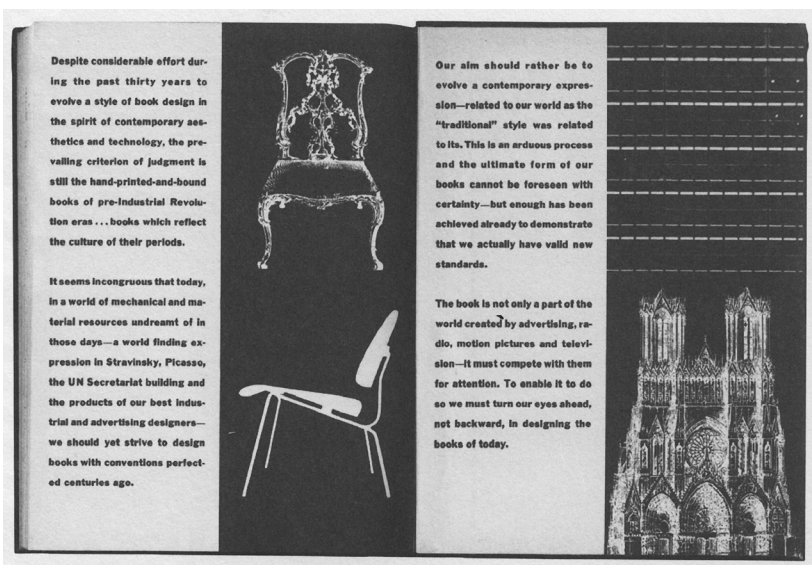 Despite considerable effort dur-
ing the past thirty years to
evolve a style of book design in
the spirit of contemporary aes-
thetics and technology, the pre-
vailing criterion of judgment is
still the hand-printed-and-bound
books of pre-Industrial Revolu-
tion eras ... books which reflect
the culture of their periods.
It seems incongruous that today,
in a world of mechanical and ma-
terial resources undreamt of in
those days—a world finding ex-
pression in Stravinsky, Picasso,
the UN Secretariat building and
the products of our best indus-
trial and advertising designers—
we should yet strive to design
books with conventions perfect-
ed centuries ago.
Our aim should rather be to
evolve a contemporary expres-
sion—related to our world as the
"traditional" style was related
to its. This is an arduous process
and the ultimate form of our
books cannot be foreseen with
certainty—but enough has been
achieved already to demonstrate
that we actually have valid new
standards.
The book is not only a part of the
world created by advertising, ra-
dio, motion pictures and televi-
sion—it must compete with them
for attention. To enable it to do
so we must turn our eyes ahead,
not backward, in designing the
books of today.